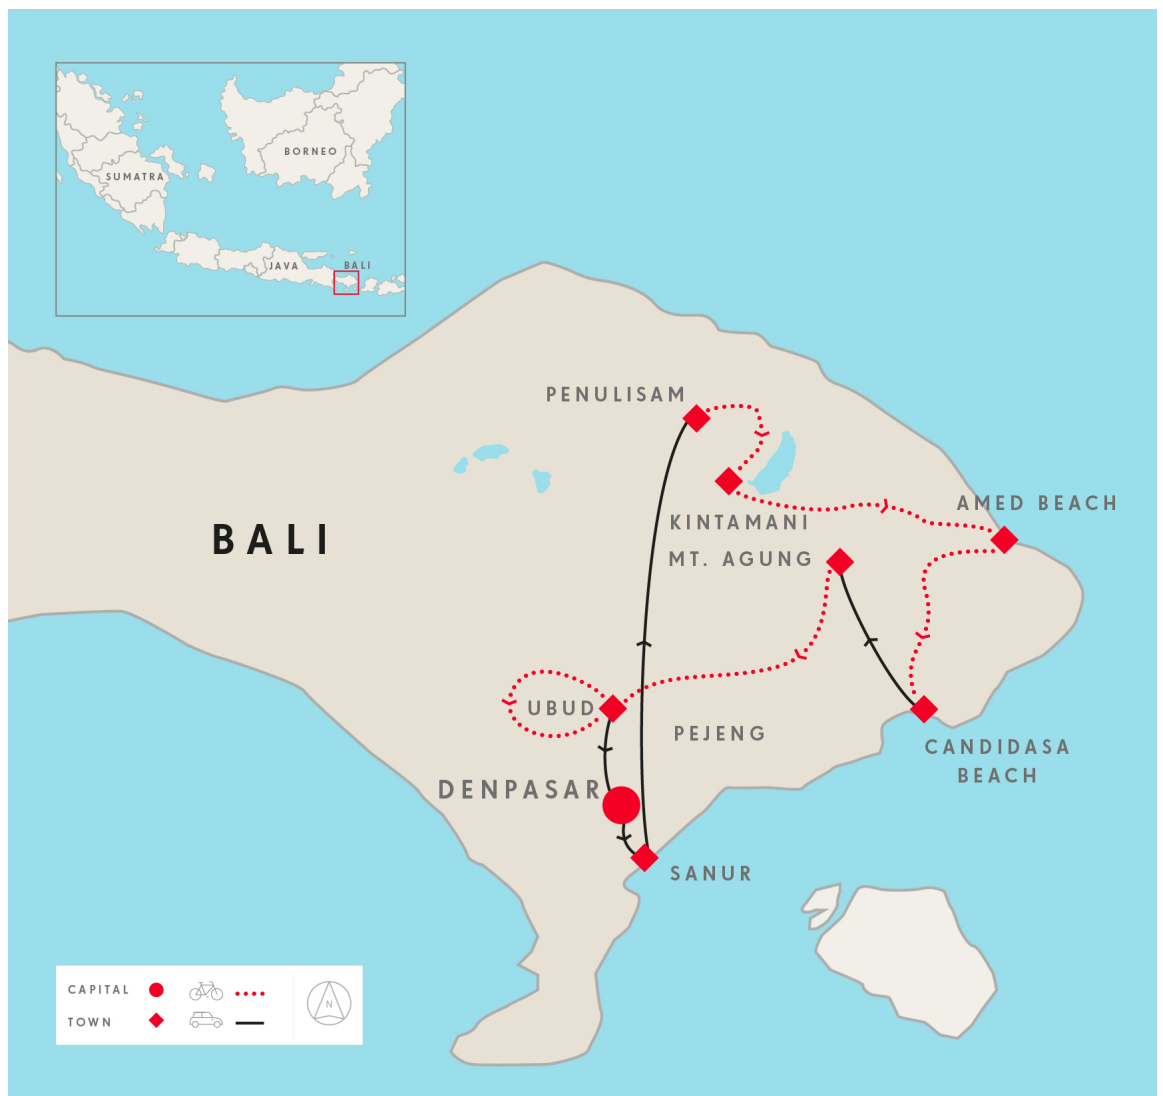 BORNEO
SUMATRA
JAVA
BALI
PENULISAM
AMED BEACH
KINTAMANI
BALI
MT. AGUNG
UBUD
PEJENG
CANDIDASA
BEACH
DENPASAR
SANUR
CAPITAL
TOWN
N